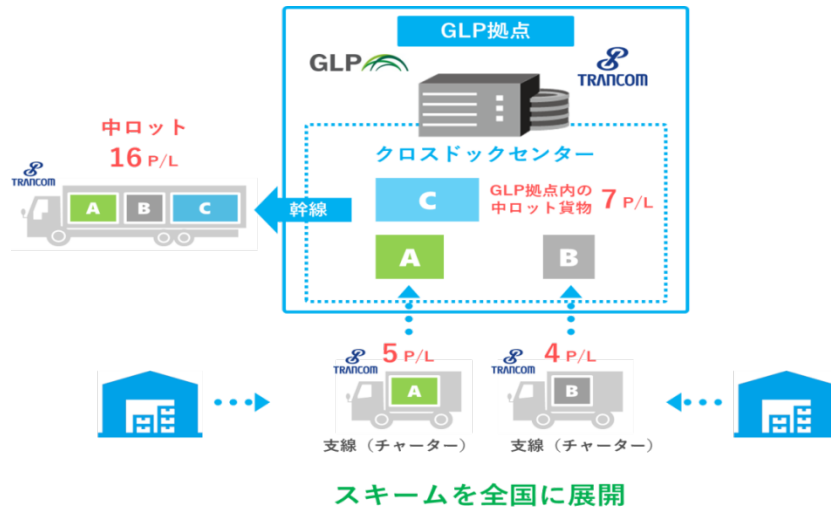 GLP拠点
GLP
TRANCOM
中ロット
16 P/L
クロスドックセンター
TRANCOM
A
B
C
幹線
C
GLP拠点内の
中ロット貨物
7 P/L
A
B
TRANCOM
5 P/L
A
支線（チャーター）
TRANCOM
4 P/L
B
支線（チャーター）
スキームを全国に展開